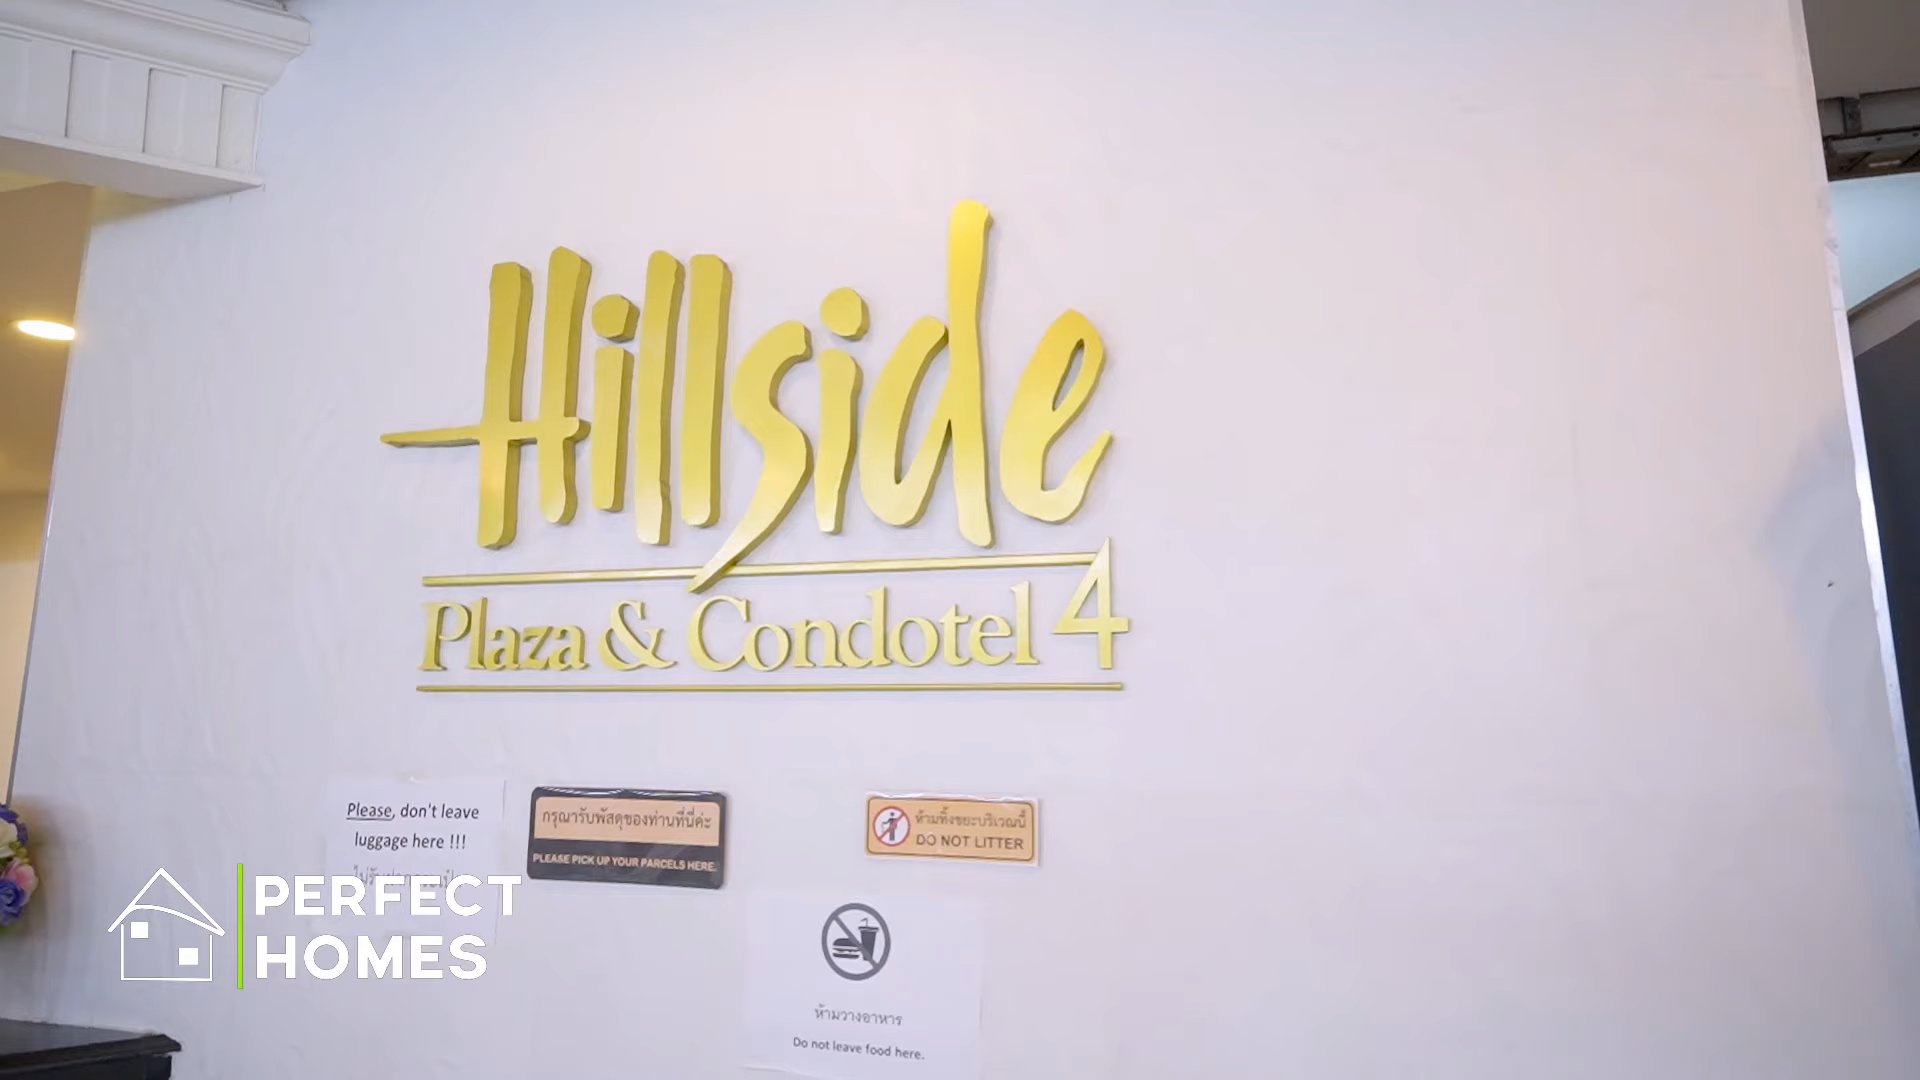 Hillside
Plaza & Condotel 4
Please, don't leave
luggage here !!!
กรุณารับพัสดุของท่านที่นี่ค่ะ
PLEASE PICK UP YOUR PARCELS HERE.
ห้ามทิ้งขยะบริเวณนี้
DO NOT LITTER
ห้ามวางอาหาร
Do not leave food here.
PERFECT
HOMES